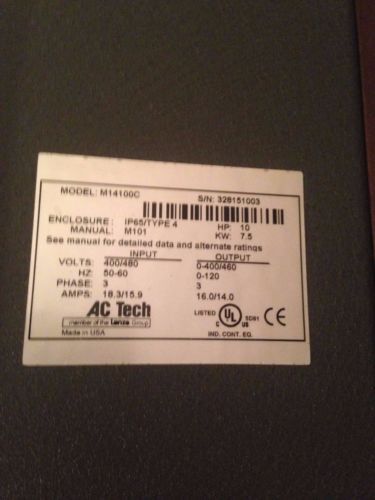 MODEL: M14100C
S/N: 328151003
ENCLOSURE: IP65/TYPE 4 HP: 10
MANUAL: M101 KW: 7.5
See manual for detailed data and alternate ratings
INPUT OUTPUT
VOLTS: 400/480 0-400/460
HZ: 50-60 0-120
PHASE: 3 3
AMPS: 18.3/15.9 16.0/14.0
AC Tech
member of the Lenze Group
Made in USA
LISTED C UL US 5D81 CE
IND. CONT. EQ.